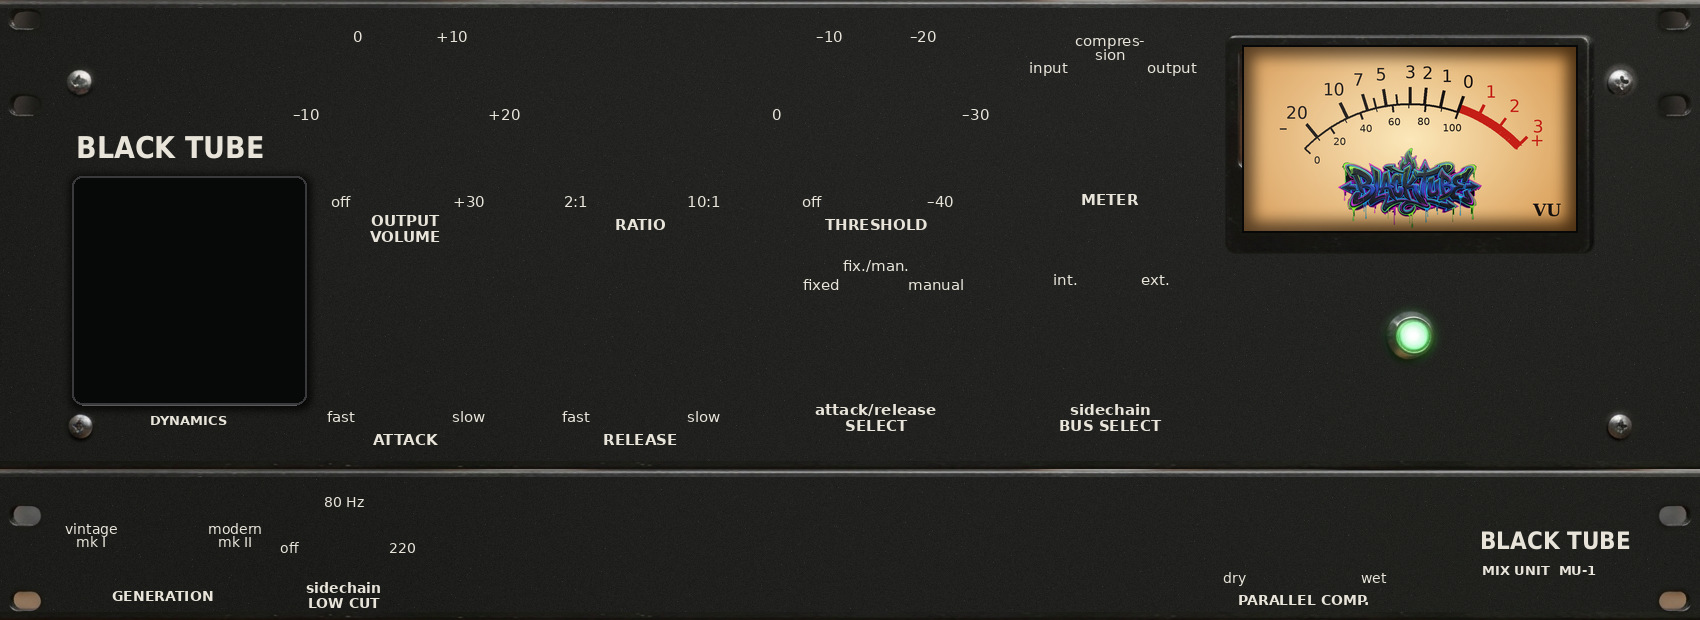 0 +10 –10 –20
compres-
sion
input output
–10 +20 0 –30
BLACK TUBE
off +30 2:1 10:1 off –40
OUTPUT
VOLUME
RATIO
THRESHOLD
METER
– 20 10 7 5 3 2 1 0 1 2 3 +
0 20 40 60 80 100
BLACKTUBE
VU
fix./man.
fixed manual
int. ext.
DYNAMICS
fast slow
ATTACK
fast slow
RELEASE
attack/release
SELECT
sidechain
BUS SELECT
vintage
mk I
modern
mk II
GENERATION
80 Hz
off 220
sidechain
LOW CUT
dry wet
PARALLEL COMP.
BLACK TUBE
MIX UNIT MU-1